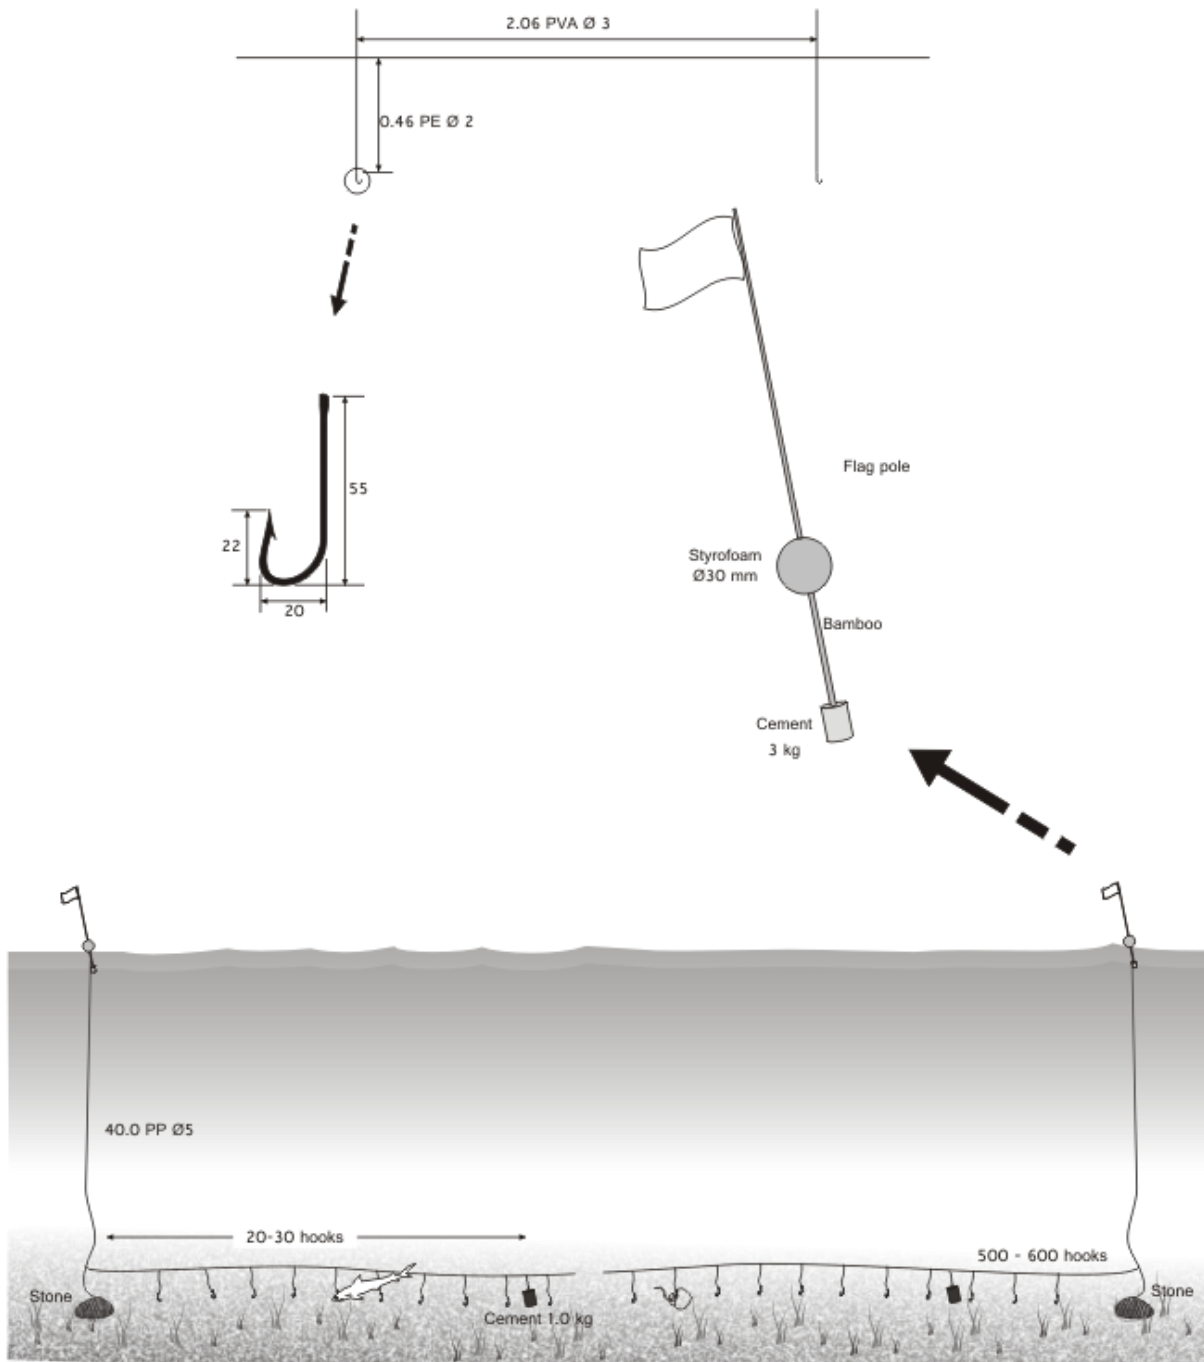 2.06 PVA Ø 3
0.46 PE Ø 2
55
22
20
Flag pole
Styrofoam
Ø30 mm
Bamboo
Cement
3 kg
40.0 PP Ø5
20-30 hooks
500 - 600 hooks
Stone
Stone
Cement 1.0 kg